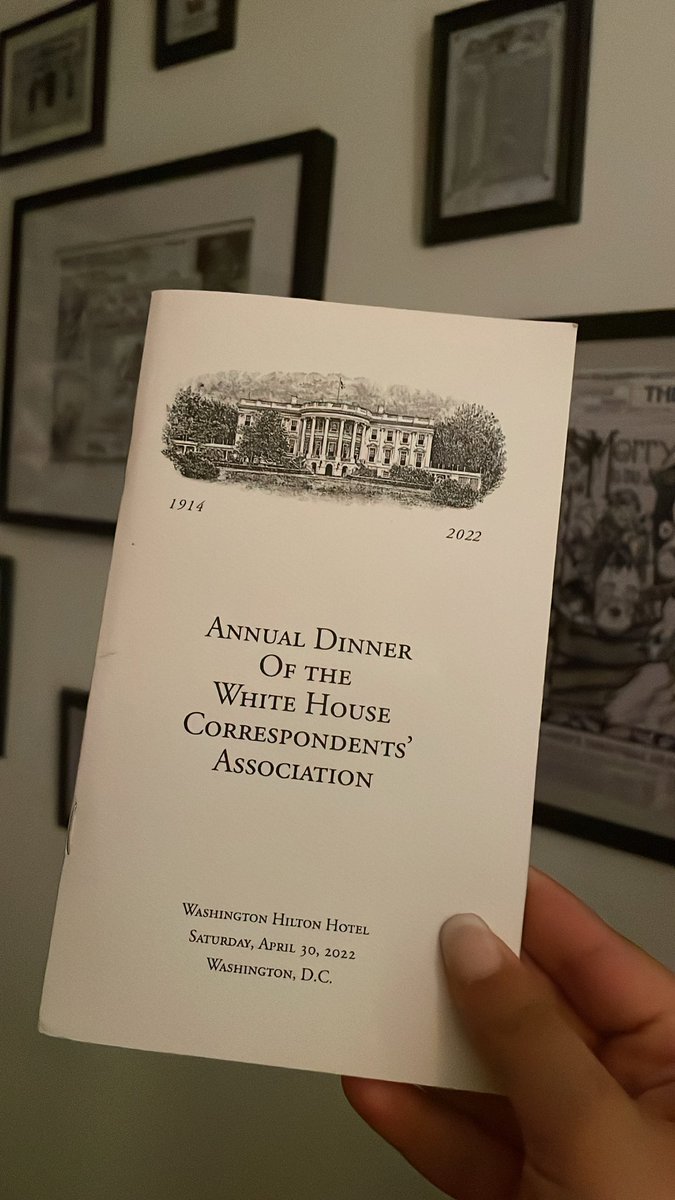 1914
2022
ANNUAL DINNER
OF THE
WHITE HOUSE
CORRESPONDENTS’
ASSOCIATION
WASHINGTON HILTON HOTEL
SATURDAY, APRIL 30, 2022
WASHINGTON, D.C.